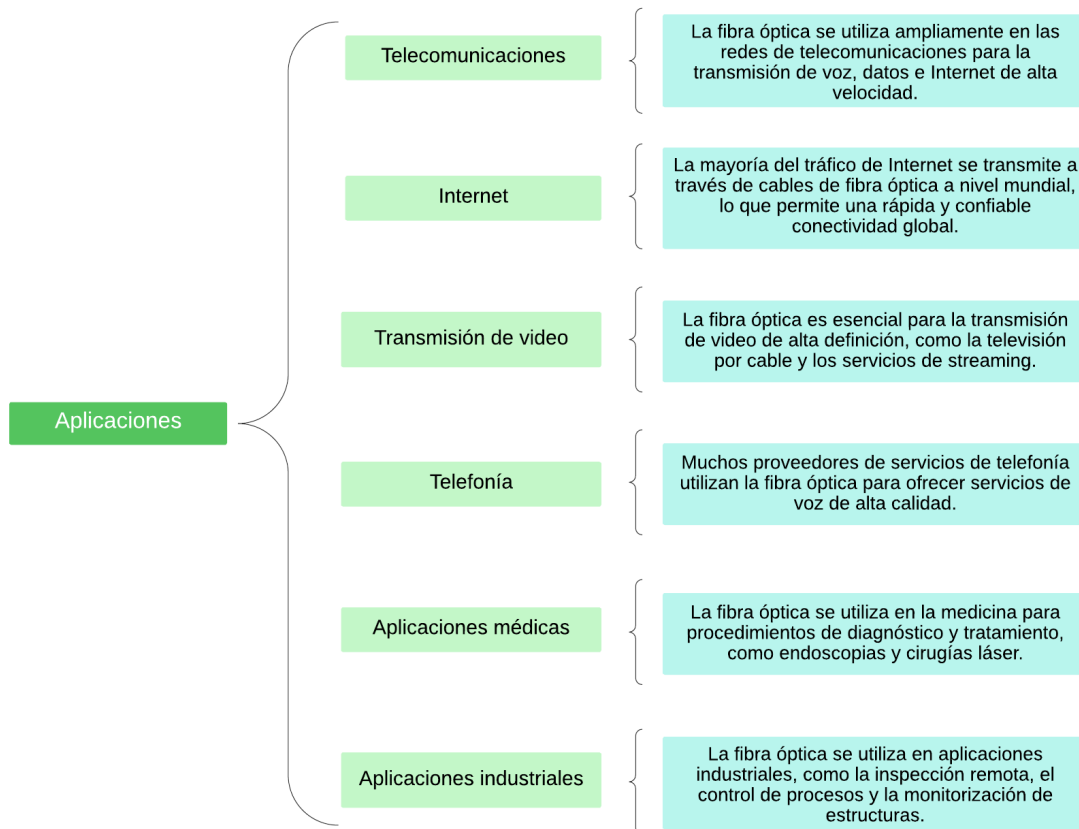 Aplicaciones
Telecomunicaciones
La fibra óptica se utiliza ampliamente en las
redes de telecomunicaciones para la
transmisión de voz, datos e Internet de alta
velocidad.
Internet
La mayoría del tráfico de Internet se transmite a
través de cables de fibra óptica a nivel mundial,
lo que permite una rápida y confiable
conectividad global.
Transmisión de video
La fibra óptica es esencial para la transmisión
de video de alta definición, como la televisión
por cable y los servicios de streaming.
Telefonía
Muchos proveedores de servicios de telefonía
utilizan la fibra óptica para ofrecer servicios de
voz de alta calidad.
Aplicaciones médicas
La fibra óptica se utiliza en la medicina para
procedimientos de diagnóstico y tratamiento,
como endoscopias y cirugías láser.
Aplicaciones industriales
La fibra óptica se utiliza en aplicaciones
industriales, como la inspección remota, el
control de procesos y la monitorización de
estructuras.